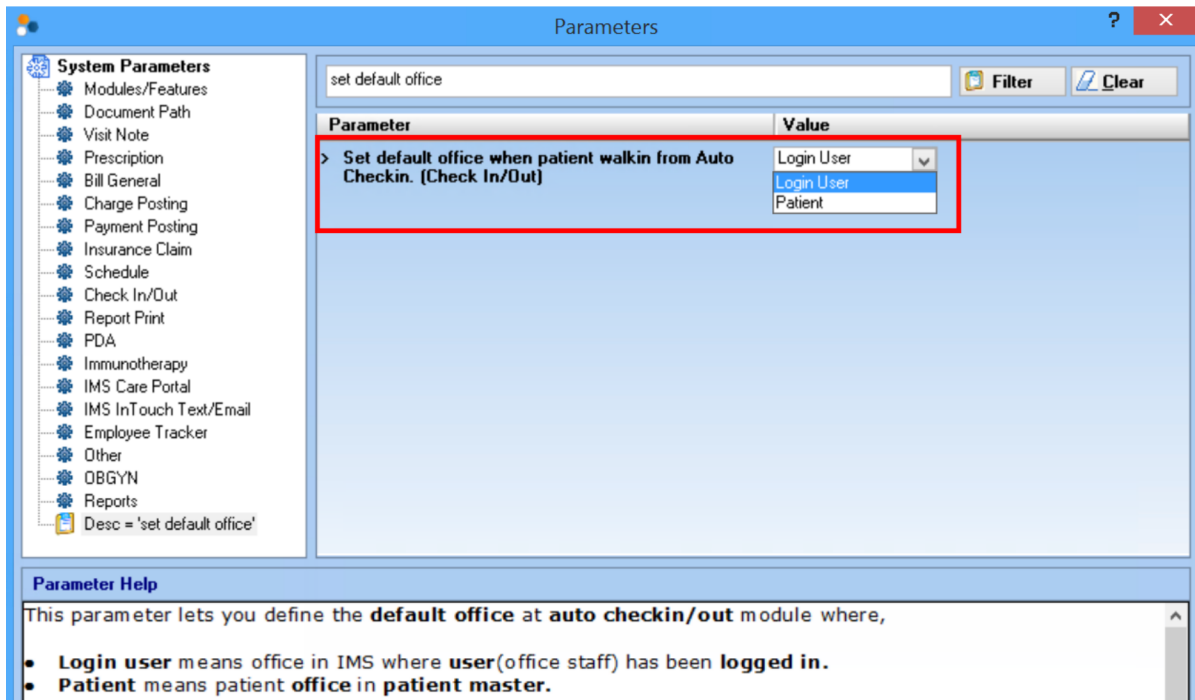 Parameters
?
System Parameters
Modules/Features
Document Path
Visit Note
Prescription
Bill General
Charge Posting
Payment Posting
Insurance Claim
Schedule
Check In/Out
Report Print
PDA
Immunotherapy
IMS Care Portal
IMS InTouch Text/Email
Employee Tracker
Other
OBGYN
Reports
Desc = 'set default office'
set default office
Filter
Clear
Parameter Value
> Set default office when patient walkin from Auto
Checkin. (Check In/Out)
Login User
Login User
Patient
Parameter Help
This parameter lets you define the default office at auto checkin/out module where,
• Login user means office in IMS where user(office staff) has been logged in.
• Patient means patient office in patient master.